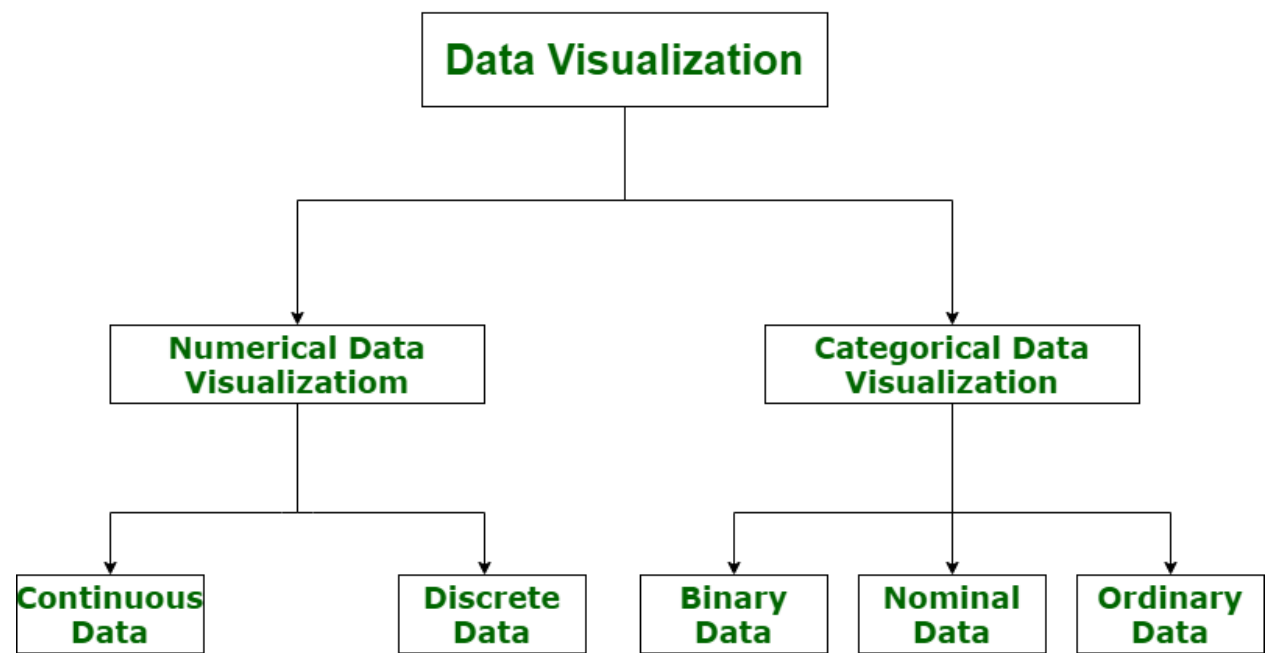 Data Visualization
Numerical Data
Visualizatiom
Categorical Data
Visualization
Continuous
Data
Discrete
Data
Binary
Data
Nominal
Data
Ordinary
Data